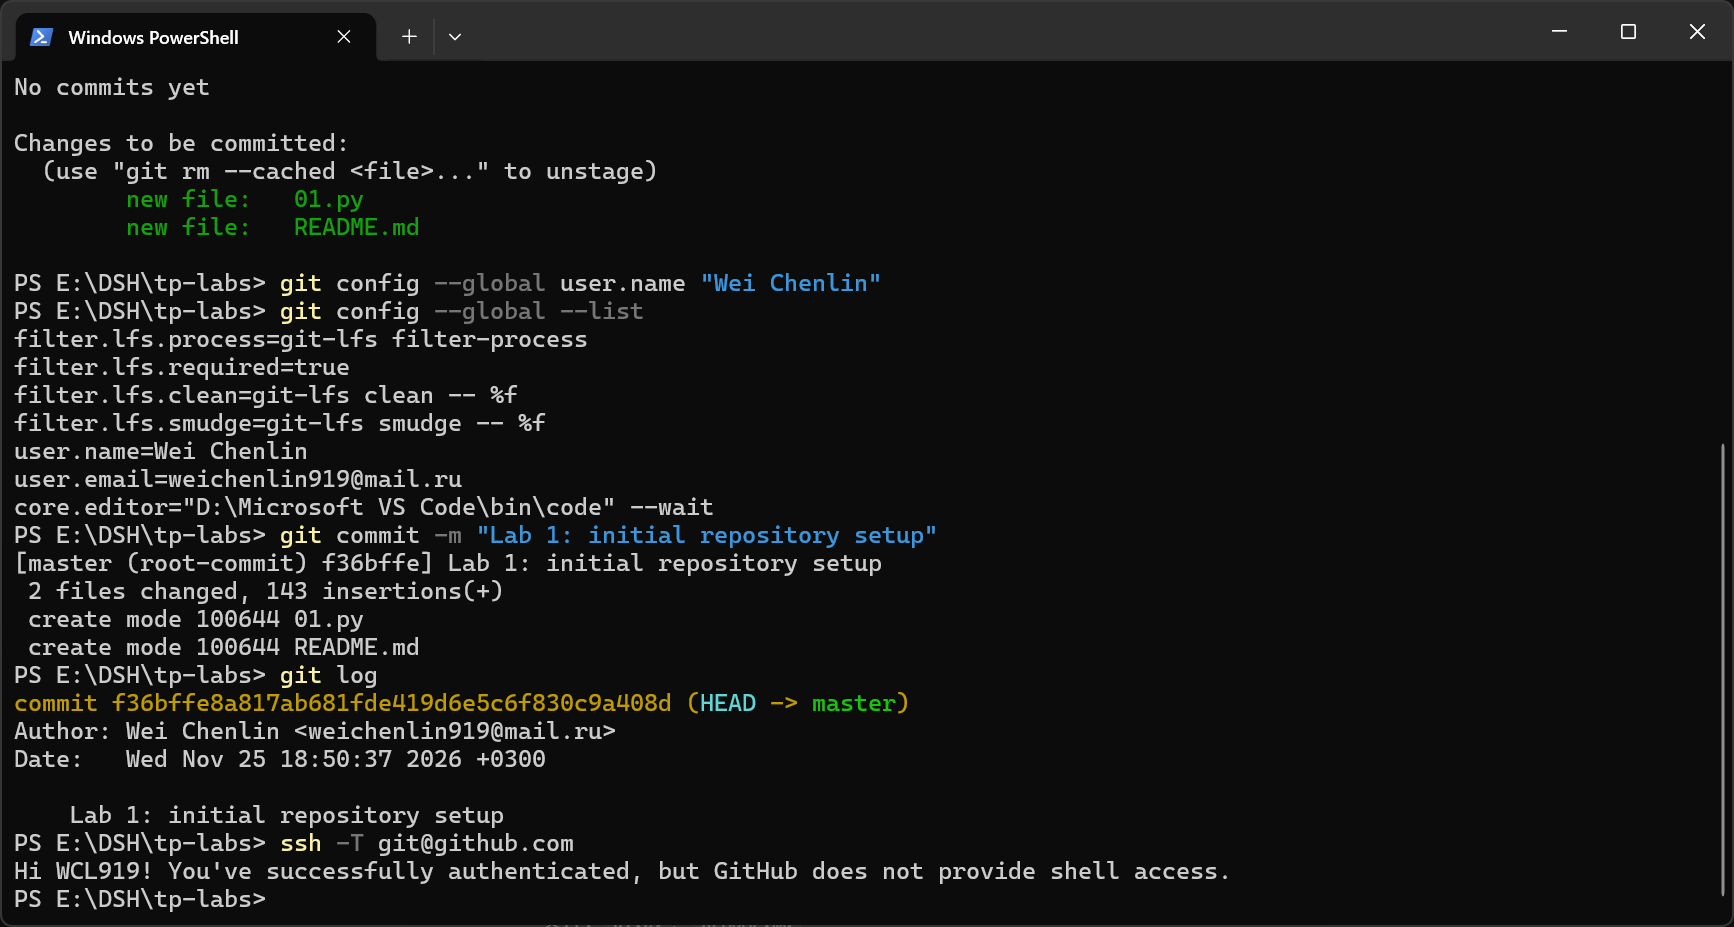 Windows PowerShell
No commits yet
Changes to be committed:
  (use "git rm --cached <file>..." to unstage)
        new file:   01.py
        new file:   README.md
PS E:\DSH\tp-labs> git config --global user.name "Wei Chenlin"
PS E:\DSH\tp-labs> git config --global --list
filter.lfs.process=git-lfs filter-process
filter.lfs.required=true
filter.lfs.clean=git-lfs clean -- %f
filter.lfs.smudge=git-lfs smudge -- %f
user.name=Wei Chenlin
user.email=weichenlin919@mail.ru
core.editor="D:\Microsoft VS Code\bin\code" --wait
PS E:\DSH\tp-labs> git commit -m "Lab 1: initial repository setup"
[master (root-commit) f36bffe] Lab 1: initial repository setup
 2 files changed, 143 insertions(+)
 create mode 100644 01.py
 create mode 100644 README.md
PS E:\DSH\tp-labs> git log
commit f36bffe8a817ab681fde419d6e5c6f830c9a408d (HEAD -> master)
Author: Wei Chenlin <weichenlin919@mail.ru>
Date:   Wed Nov 25 18:50:37 2026 +0300
    Lab 1: initial repository setup
PS E:\DSH\tp-labs> ssh -T git@github.com
Hi WCL919! You've successfully authenticated, but GitHub does not provide shell access.
PS E:\DSH\tp-labs>